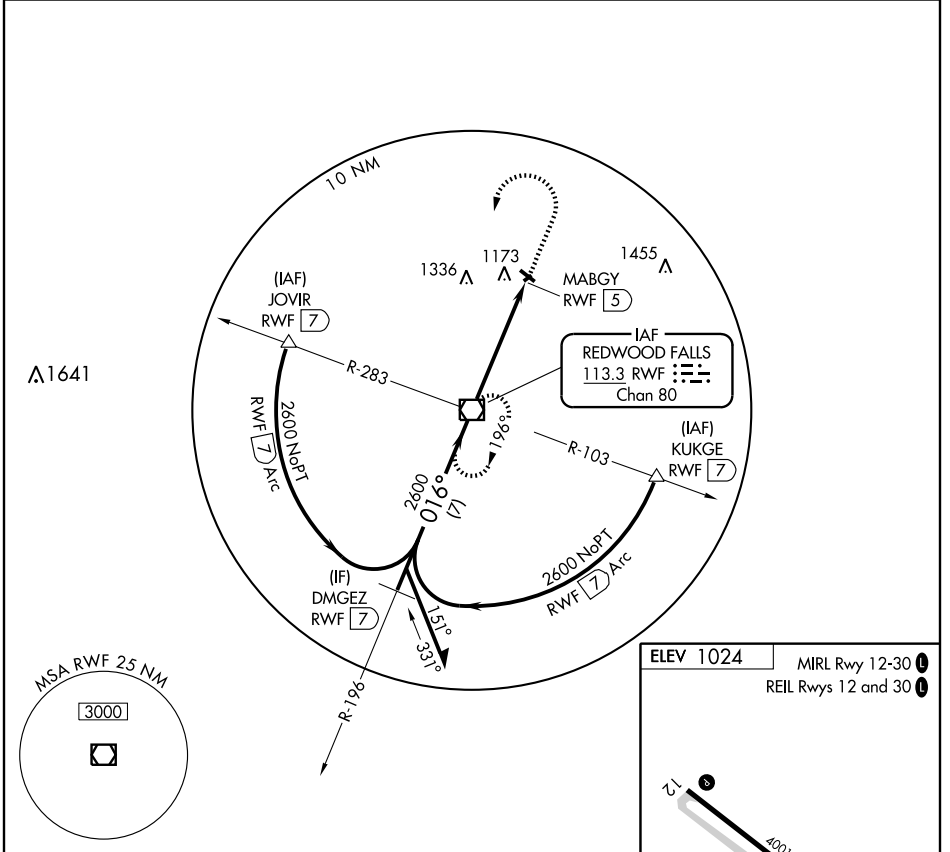 10 NM
1173
1336
1455
MABGY
RWF 5
(IAF)
JOVIR
RWF 7
IAF
REDWOOD FALLS
113.3 RWF
Chan 80
1641
R-283
2600 NoPT
RWF 7 Arc
196°
R-103
(IAF)
KUKGE
RWF 7
2600
016°
(7)
2600 NoPT
RWF 7 Arc
(IF)
DMGEZ
RWF 7
151°
331°
R-196
MSA RWF 25 NM
3000
ELEV 1024
MIRL Rwy 12-30 L
REIL Rwys 12 and 30 L
12
P